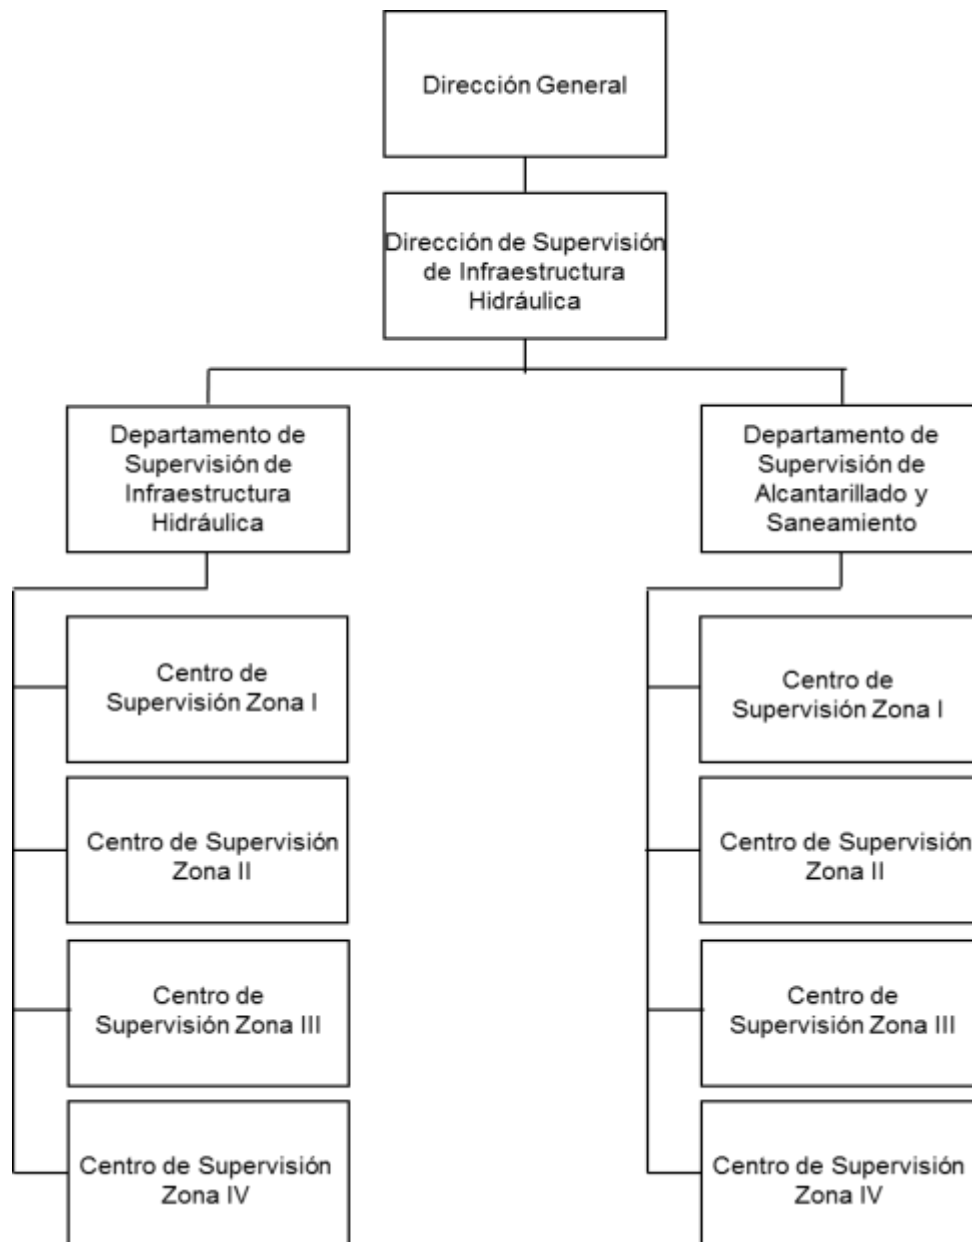 Dirección General
Dirección de Supervisión
de Infraestructura
Hidráulica
Departamento de
Supervisión de
Infraestructura
Hidráulica
Centro de
Supervisión Zona I
Centro de Supervisión
Zona II
Centro de
Supervisión Zona III
Centro de Supervisión
Zona IV
Departamento de
Supervisión de
Alcantarillado y
Saneamiento
Centro de
Supervisión Zona I
Centro de Supervisión
Zona II
Centro de
Supervisión Zona III
Centro de Supervisión
Zona IV